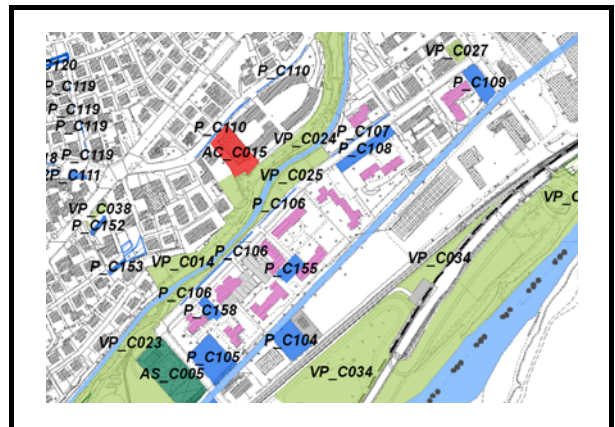 VP_C027
P_C110
P_C109
P_C119
P_C119
P_C110
P_C107
P_C119
VP_C024
P_C108
AC_C015
P_C119
VP_C025
P_C111
P_C106
VP_C038
P_C152
P_C106
VP_C034
VP_C014
P_C153
P_C155
P_C106
P_C158
VP_C023
P_C104
P_C105
AS_C005
VP_C034